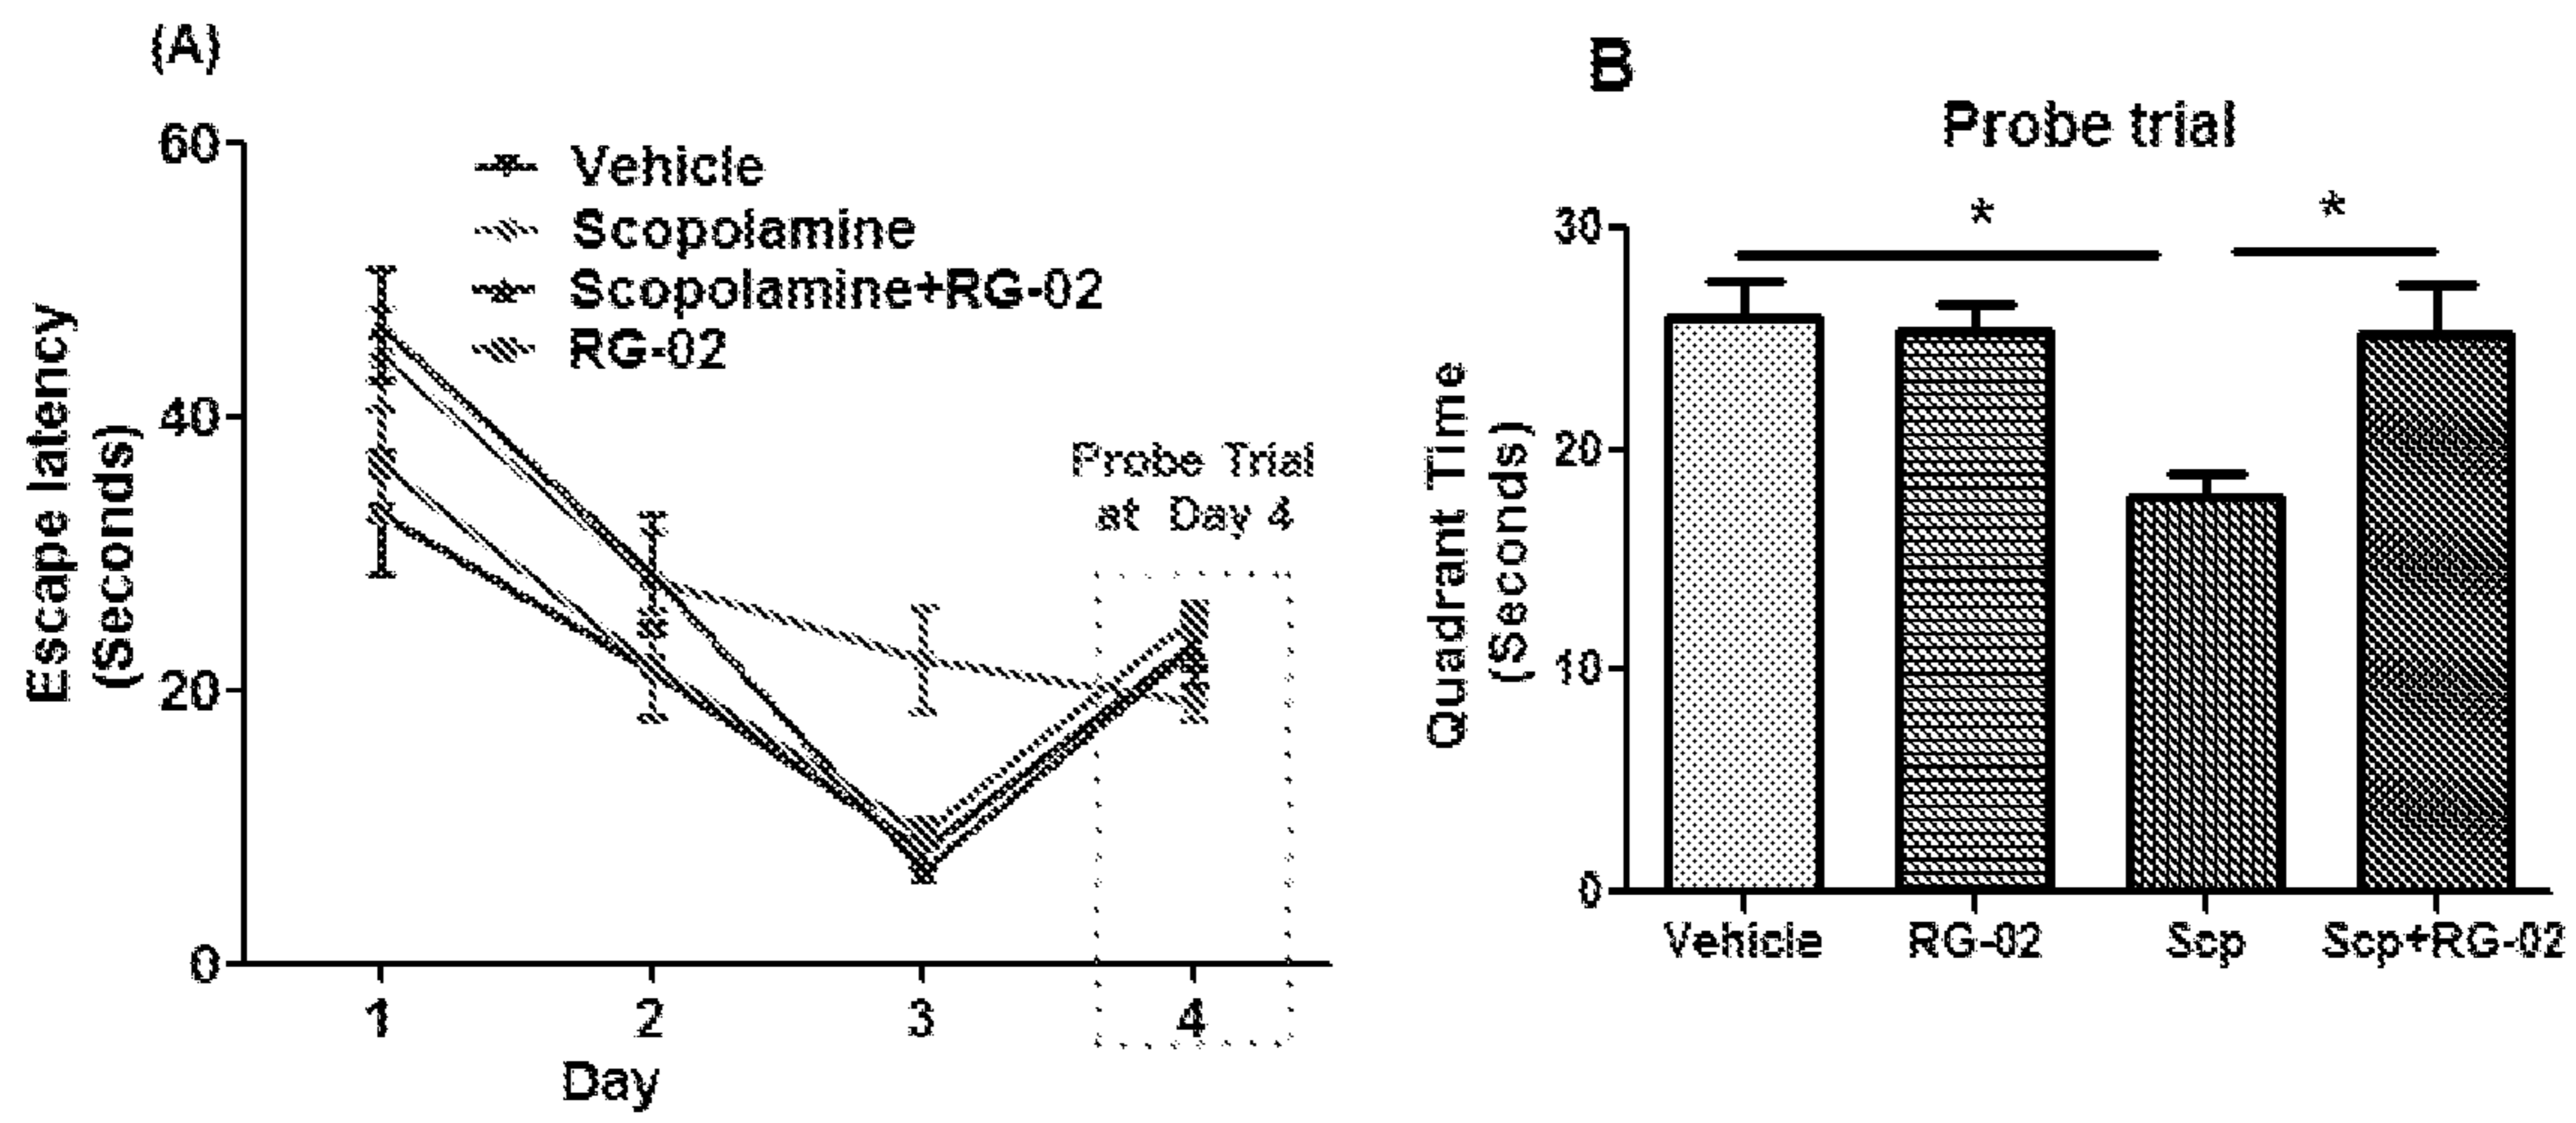 (A)
60
40
20
0
Escape latency
(Seconds)
Vehicle
Scopolamine
Scopolamine+RG-02
RG-02
Probe Trial
at Day 4
1 2 3 4
Day
B
Probe trial
* *
30
20
10
0
Quadrant Time
(Seconds)
Vehicle RG-02 Scp Scp+RG-02